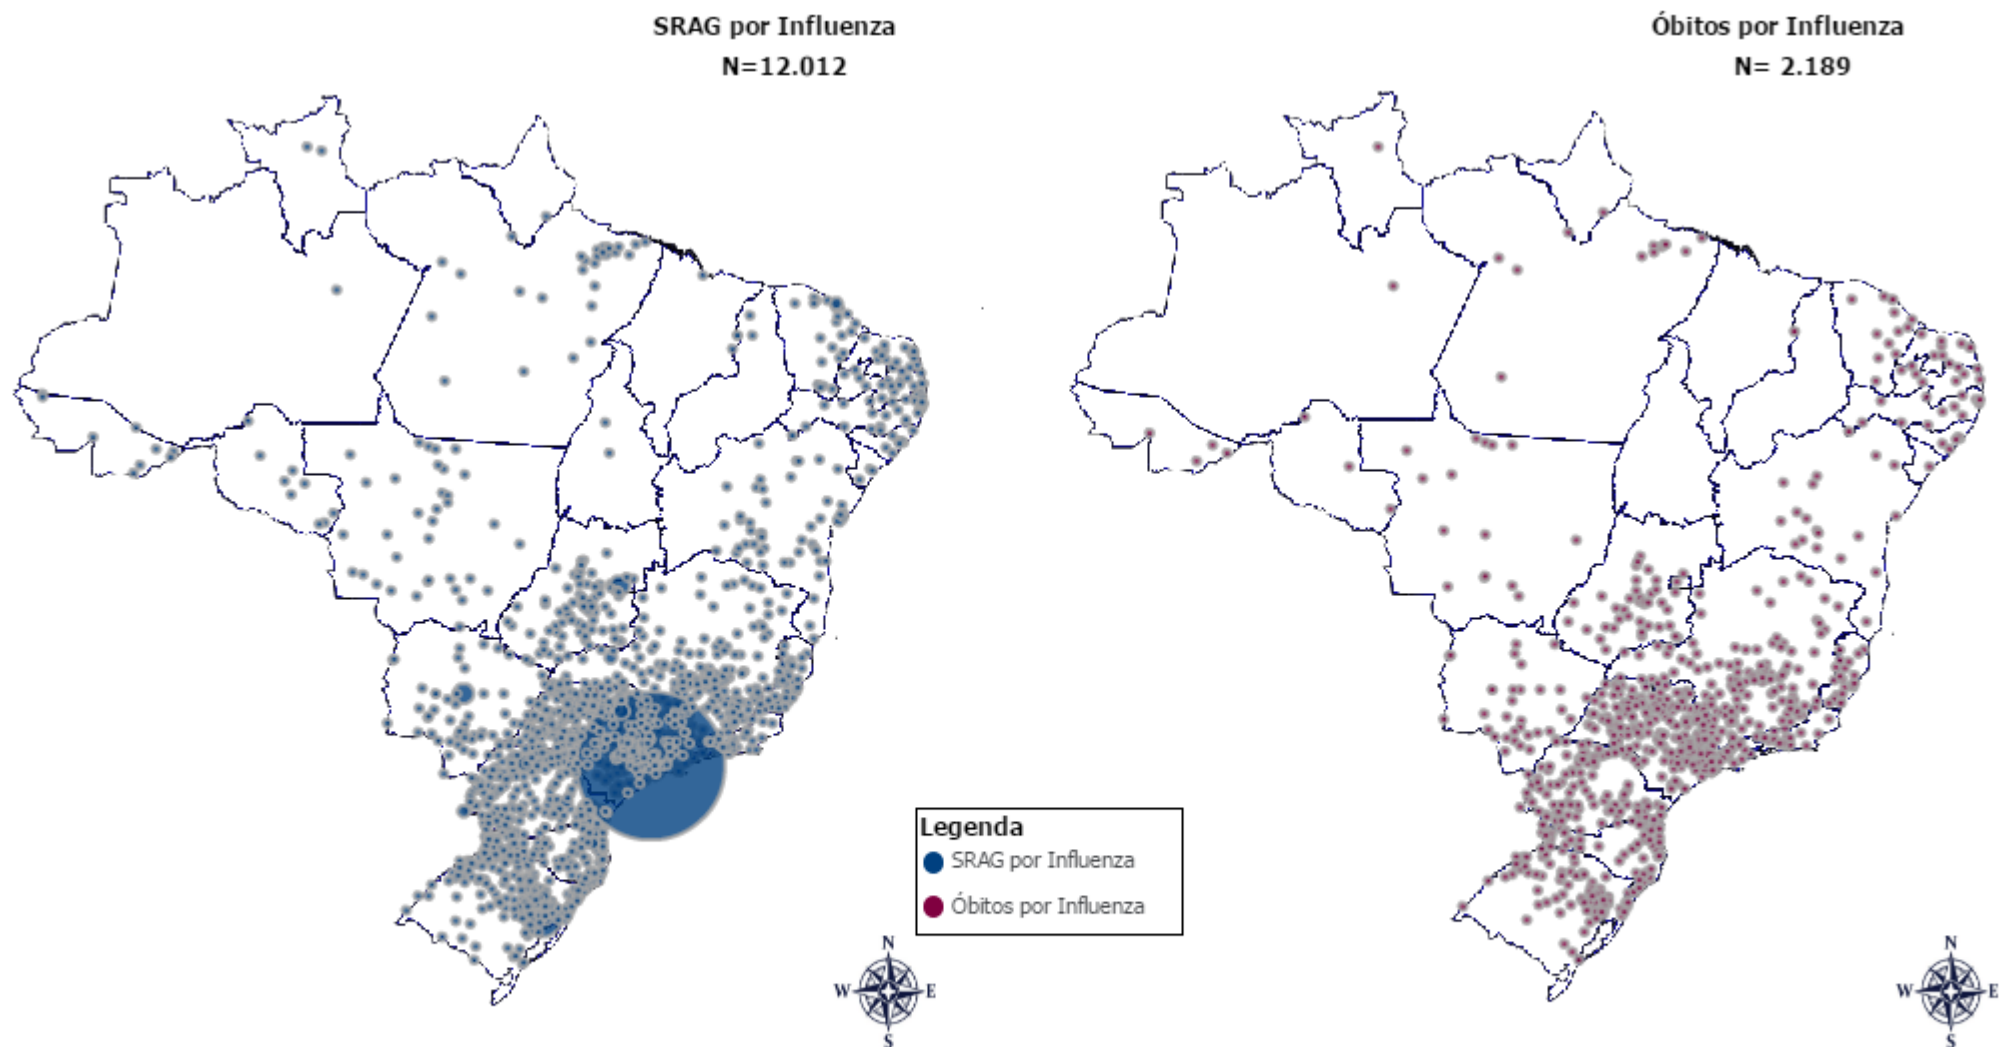 SRAG por Influenza
N=12.012
Óbitos por Influenza
N= 2.189
Legenda
SRAG por Influenza
Óbitos por Influenza
N
W E
S
N
W E
S